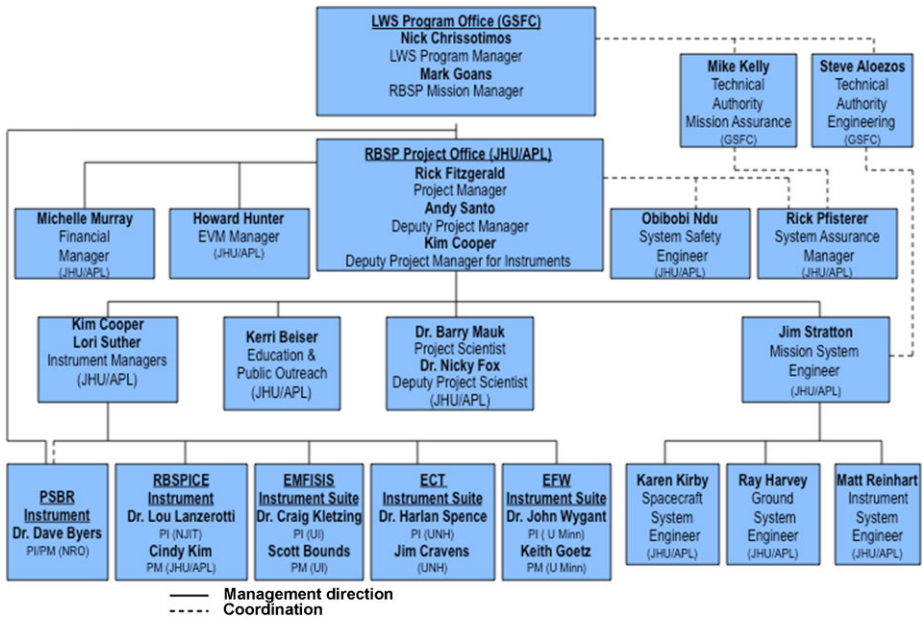 LWS Program Office (GSFC)
Nick Chrissotimos
LWS Program Manager
Mark Goans
RBSP Mission Manager
Mike Kelly
Technical
Authority
Mission Assurance
(GSFC)
Steve Aloezos
Technical
Authority
Engineering
(GSFC)
RBSP Project Office (JHU/APL)
Rick Fitzgerald
Project Manager
Andy Santo
Deputy Project Manager
Kim Cooper
Deputy Project Manager for Instruments
Michelle Murray
Financial
Manager
(JHU/APL)
Howard Hunter
EVM Manager
(JHU/APL)
Obibobi Ndu
System Safety
Engineer
(JHU/APL)
Rick Pfisterer
System Assurance
Manager
(JHU/APL)
Kim Cooper
Lori Suther
Instrument Managers
(JHU/APL)
Kerri Beiser
Education &
Public Outreach
(JHU/APL)
Dr. Barry Mauk
Project Scientist
Dr. Nicky Fox
Deputy Project Scientist
(JHU/APL)
Jim Stratton
Mission System
Engineer
(JHU/APL)
PSBR
Instrument
Dr. Dave Byers
PI/PM (NRO)
RBSPICE
Instrument
Dr. Lou Lanzerotti
PI (NJIT)
Cindy Kim
PM (JHU/APL)
EMFISIS
Instrument Suite
Dr. Craig Kletzing
PI (UI)
Scott Bounds
PM (UI)
ECT
Instrument Suite
Dr. Harlan Spence
PI (UNH)
Jim Cravens
(UNH)
EFW
Instrument Suite
Dr. John Wygant
PI ( U Minn)
Keith Goetz
PM (U Minn)
Karen Kirby
Spacecraft
System
Engineer
(JHU/APL)
Ray Harvey
Ground
System
Engineer
(JHU/APL)
Matt Reinhart
Instrument System
Engineer
(JHU/APL)
Management direction
Coordination